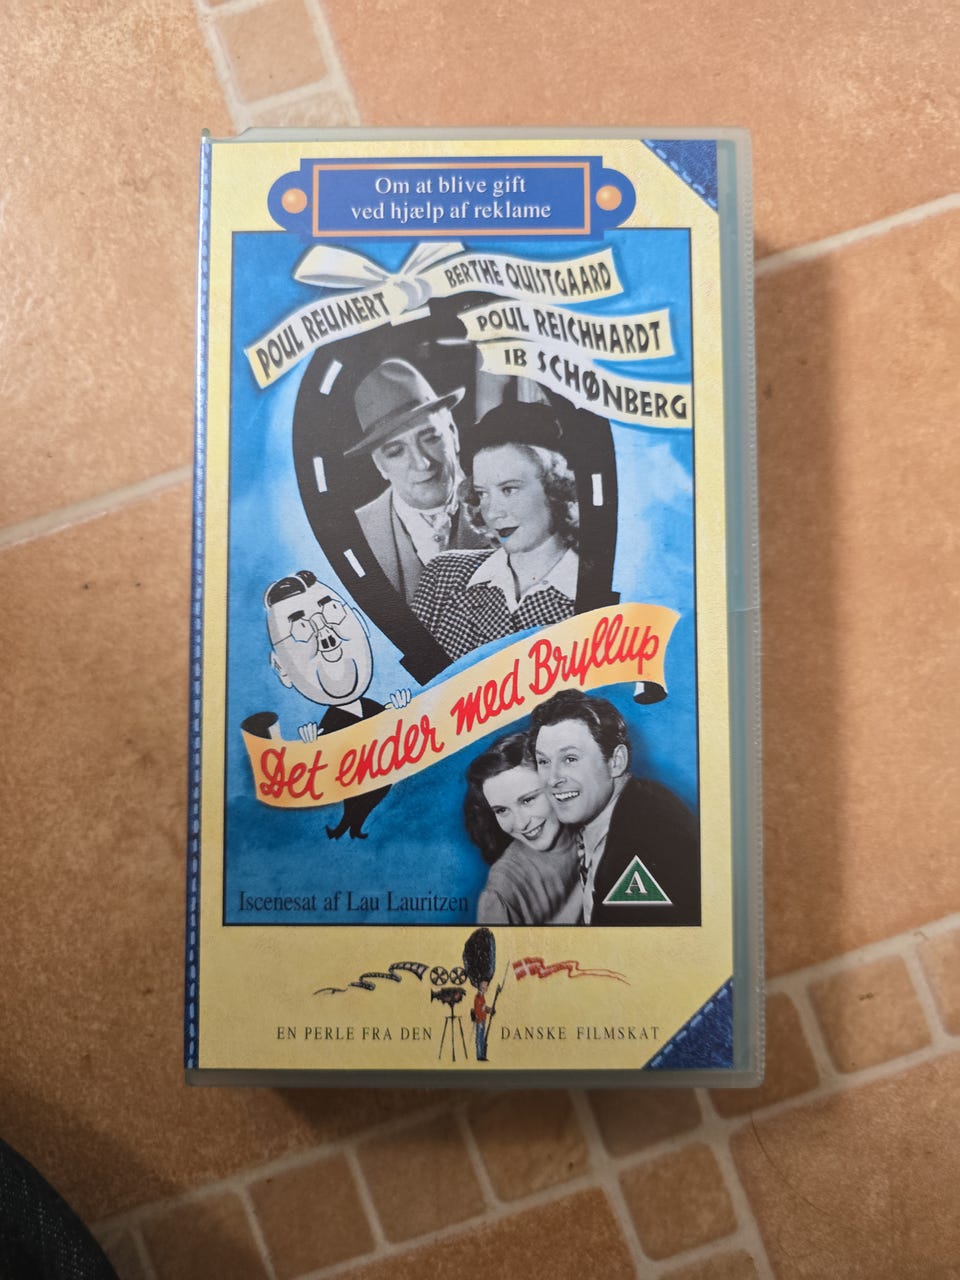 Om at blive gift
ved hjælp af reklame
POUL REUMERT
BERTHE QUISTGAARD
POUL REICHHARDT
IB SCHØNBERG
Det ender med Bryllup
Iscenesat af Lau Lauritzen
A
EN PERLE FRA DEN DANSKE FILMSKAT